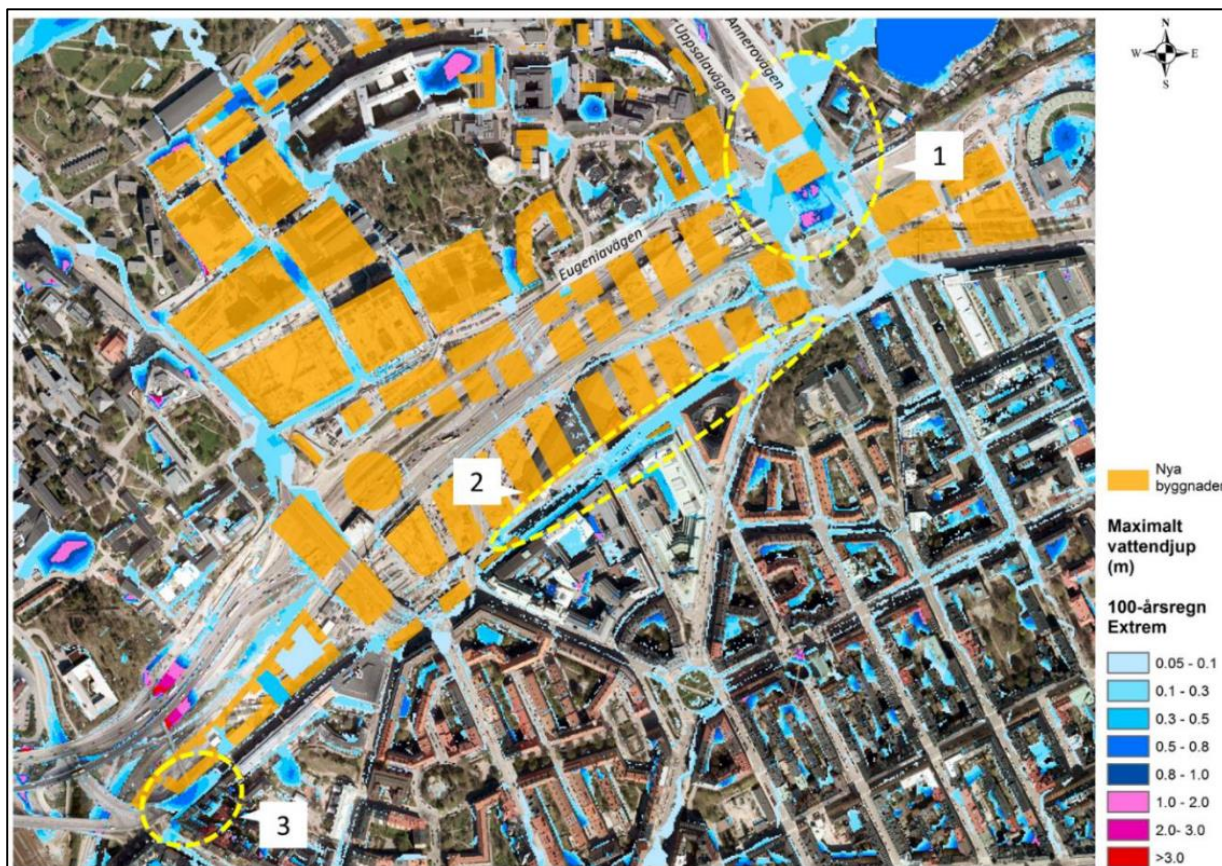 N
W E
S
Uppsalavägen
Annerovägen
1
Eugeniavägen
2
3
Nya
byggnader
Maximalt
vattendjup
(m)
100-årsregn
Extrem
0.05 - 0.1
0.1 - 0.3
0.3 - 0.5
0.5 - 0.8
0.8 - 1.0
1.0 - 2.0
2.0- 3.0
>3.0